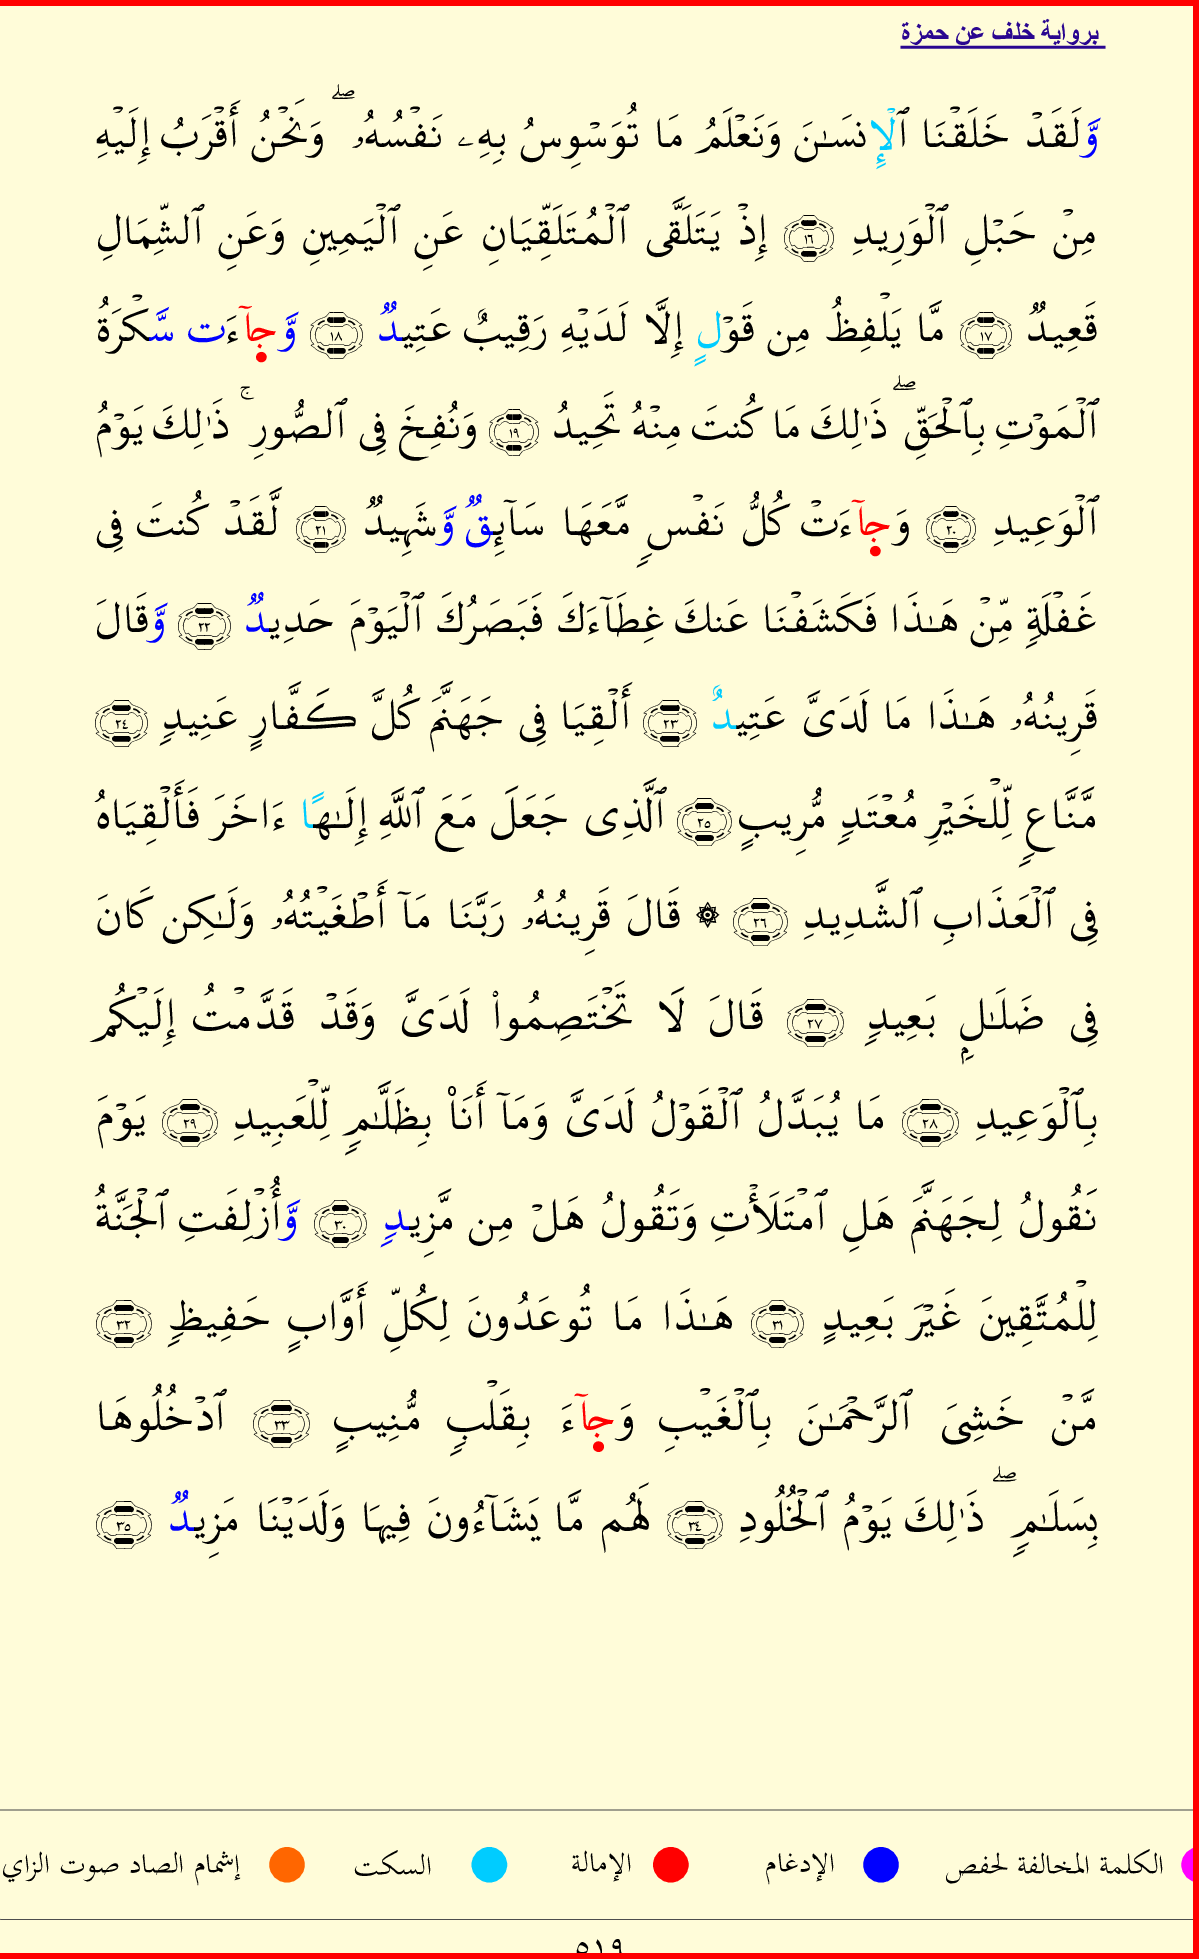 برواية خلف عن حمزة
وَّلَقَدۡ خَلَقۡنَا ٱلۡإِنسَـٰنَ وَنَعۡلَمُ مَا تُوَسۡوِسُ بِهِۦ نَفۡسُهُۥۖ وَنَحۡنُ أَقۡرَبُ إِلَيۡهِ
مِنۡ حَبۡلِ ٱلۡوَرِيدِ ١٦ إِذۡ يَتَلَقَّى ٱلۡمُتَلَقِّيَانِ عَنِ ٱلۡيَمِينِ وَعَنِ ٱلشِّمَالِ
قَعِيدٞ ١٧ مَّا يَلۡفِظُ مِن قَوۡلٍ إِلَّا لَدَيۡهِ رَقِيبٌ عَتِيدٞ ١٨ وَّجَآءَت سَّكۡرَةُ
ٱلۡمَوۡتِ بِٱلۡحَقِّۖ ذَٰلِكَ مَا كُنتَ مِنۡهُ تَحِيدُ ١٩ وَنُفِخَ فِى ٱلصُّورِۚ ذَٰلِكَ يَوۡمُ
ٱلۡوَعِيدِ ٢٠ وَجَآءَتۡ كُلُّ نَفۡسٖ مَّعَهَا سَآئِقٞ وَّشَهِيدٞ ٢١ لَّقَدۡ كُنتَ فِى
غَفۡلَةٖ مِّنۡ هَـٰذَا فَكَشَفۡنَا عَنكَ غِطَآءَكَ فَبَصَرُكَ ٱلۡيَوۡمَ حَدِيدٞ ٢٢ وَّقَالَ
قَرِينُهُۥ هَـٰذَا مَا لَدَىَّ عَتِيدٌ ٢٣ أَلۡقِيَا فِى جَهَنَّمَ كُلَّ كَفَّارٍ عَنِيدٖ ٢٤
مَّنَّاعٖ لِّلۡخَيۡرِ مُعۡتَدٖ مُّرِيبٍ ٢٥ ٱلَّذِى جَعَلَ مَعَ ٱللَّهِ إِلَـٰهًا ءَاخَرَ فَأَلۡقِيَاهُ
فِى ٱلۡعَذَابِ ٱلشَّدِيدِ ٢٦ ۞ قَالَ قَرِينُهُۥ رَبَّنَا مَآ أَطۡغَيۡتُهُۥ وَلَـٰكِن كَانَ
فِى ضَلَـٰلِۭ بَعِيدٖ ٢٧ قَالَ لَا تَخۡتَصِمُواْ لَدَىَّ وَقَدۡ قَدَّمۡتُ إِلَيۡكُم
بِٱلۡوَعِيدِ ٢٨ مَا يُبَدَّلُ ٱلۡقَوۡلُ لَدَىَّ وَمَآ أَنَا۠ بِظَلَّـٰمٖ لِّلۡعَبِيدِ ٢٩ يَوۡمَ
نَقُولُ لِجَهَنَّمَ هَلِ ٱمۡتَلَأۡتِ وَتَقُولُ هَلۡ مِن مَّزِيدٖ ٣٠ وَّأُزۡلِفَتِ ٱلۡجَنَّةُ
لِلۡمُتَّقِينَ غَيۡرَ بَعِيدٍ ٣١ هَـٰذَا مَا تُوعَدُونَ لِكُلِّ أَوَّابٍ حَفِيظٖ ٣٢
مَّنۡ خَشِىَ ٱلرَّحۡمَـٰنَ بِٱلۡغَيۡبِ وَجَآءَ بِقَلۡبٖ مُّنِيبٍ ٣٣ ٱدۡخُلُوهَا
بِسَلَـٰمٖۖ ذَٰلِكَ يَوۡمُ ٱلۡخُلُودِ ٣٤ لَهُم مَّا يَشَآءُونَ فِيهَا وَلَدَيۡنَا مَزِيدٞ ٣٥
الكلمة المخالفة لحفص الإدغام الإمالة السكت إشمام الصاد صوت الزاي
٥١٩